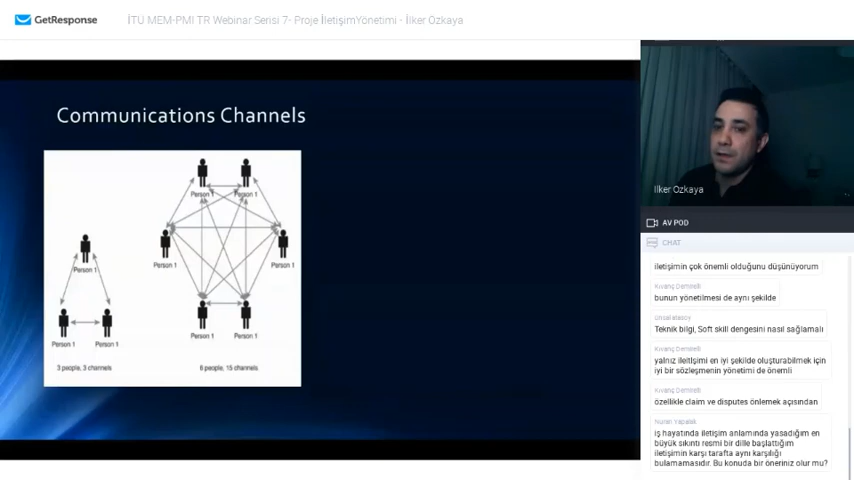 GetResponse
İTÜ MEM-PMI TR Webinar Serisi 7- Proje İletişimYönetimi - İlker Ozkaya
Communications Channels
Person 1
Person 1
Person 1
Person 1
Person 1
Person 1
Person 1
Person 1
Person 1
3 people, 3 channels
6 people, 15 channels
Ilker Ozkaya
AV POD
CHAT
iletişimin çok önemli olduğunu düşünüyorum
Kıvanç Demirelli
bunun yönetilmesi de aynı şekilde
Teknik bilgi, Soft skill dengesini nasıl sağlamalı
Kıvanç Demirelli
yalnız ileitlşimi en iyi şekilde oluşturabilmek için
iyi bir sözleşmenin yönetimi de önemli
Kıvanç Demirelli
özellikle claim ve disputes önlemek açısından
iş hayatında iletişim anlamında yaşadığım en
büyük sıkıntı resmi bir dille başlattığım
iletişimin karşı tarafta aynı karşılığı
bulamamasıdır. Bu konuda bir öneriniz olur mu?